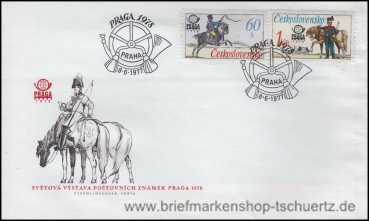 PRAGA 1978
PRAHA
8-6-1977
60
h
Československo
1
Kčs
Československo
PRAGA 1978
PRAHA
8-6-1977
PRAGA
SVĚTOVÁ VÝSTAVA POŠTOVNÍCH ZNÁMEK PRAGA 1978
www.briefmarkenshop-tschuertz.de